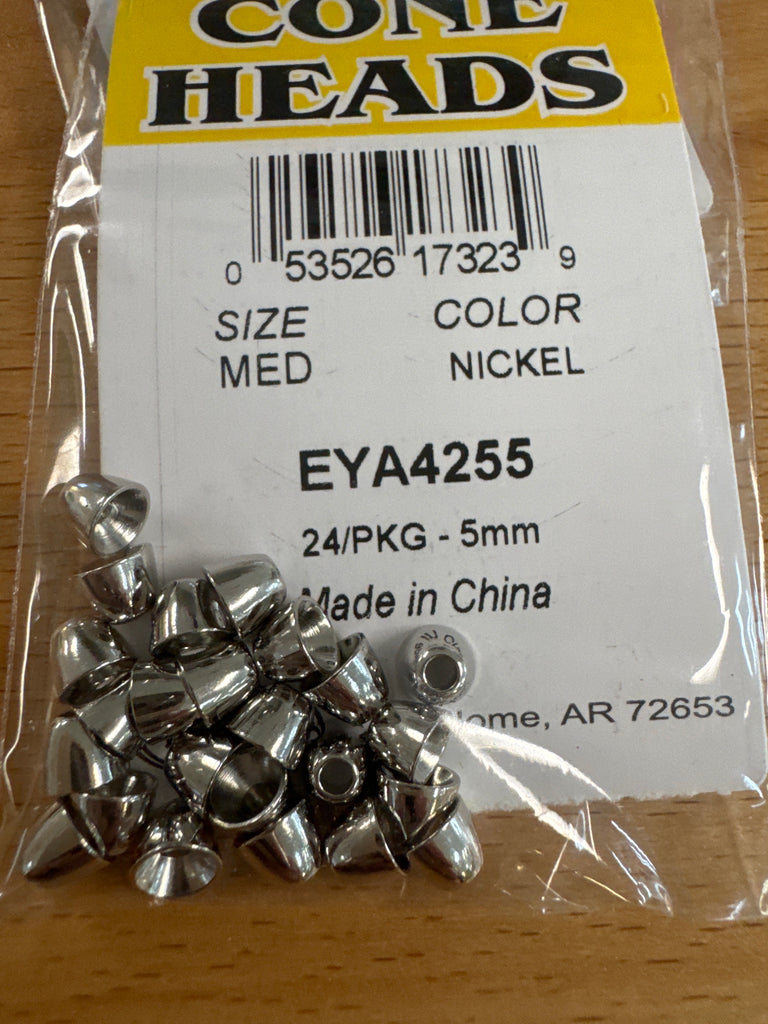 CONE
HEADS
0 53526 17323 9
SIZE COLOR
MED NICKEL
EYA4255
24/PKG - 5mm
Made in China
Home, AR 72653